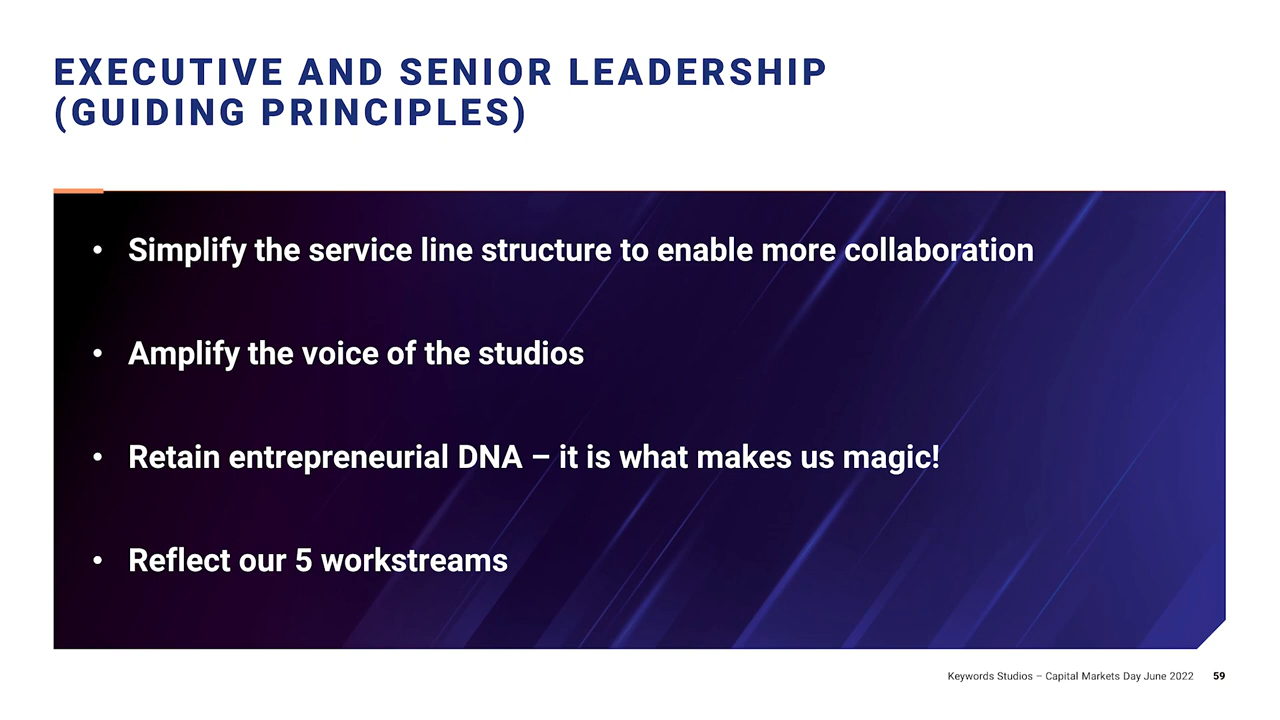 EXECUTIVE AND SENIOR LEADERSHIP
(GUIDING PRINCIPLES)
• Simplify the service line structure to enable more collaboration
• Amplify the voice of the studios
• Retain entrepreneurial DNA – it is what makes us magic!
• Reflect our 5 workstreams
Keywords Studios – Capital Markets Day June 2022 59